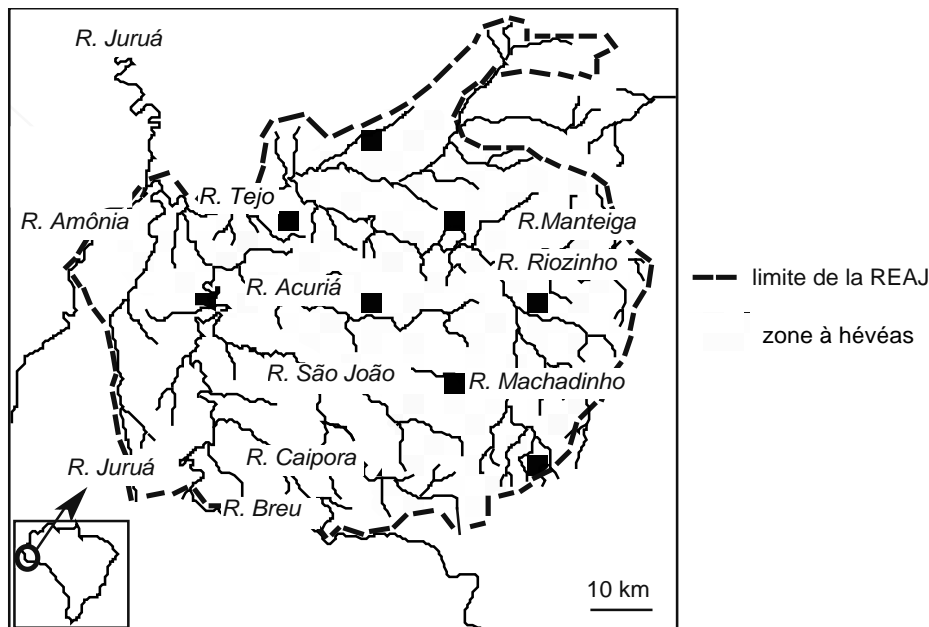 R. Juruá
R. Tejo
R. Amônia
R.Manteiga
R. Riozinho
R. Acuriá
limite de la REAJ
zone à hévéas
R. São João
R. Machadinho
R. Juruá
R. Caipora
R. Breu
10 km